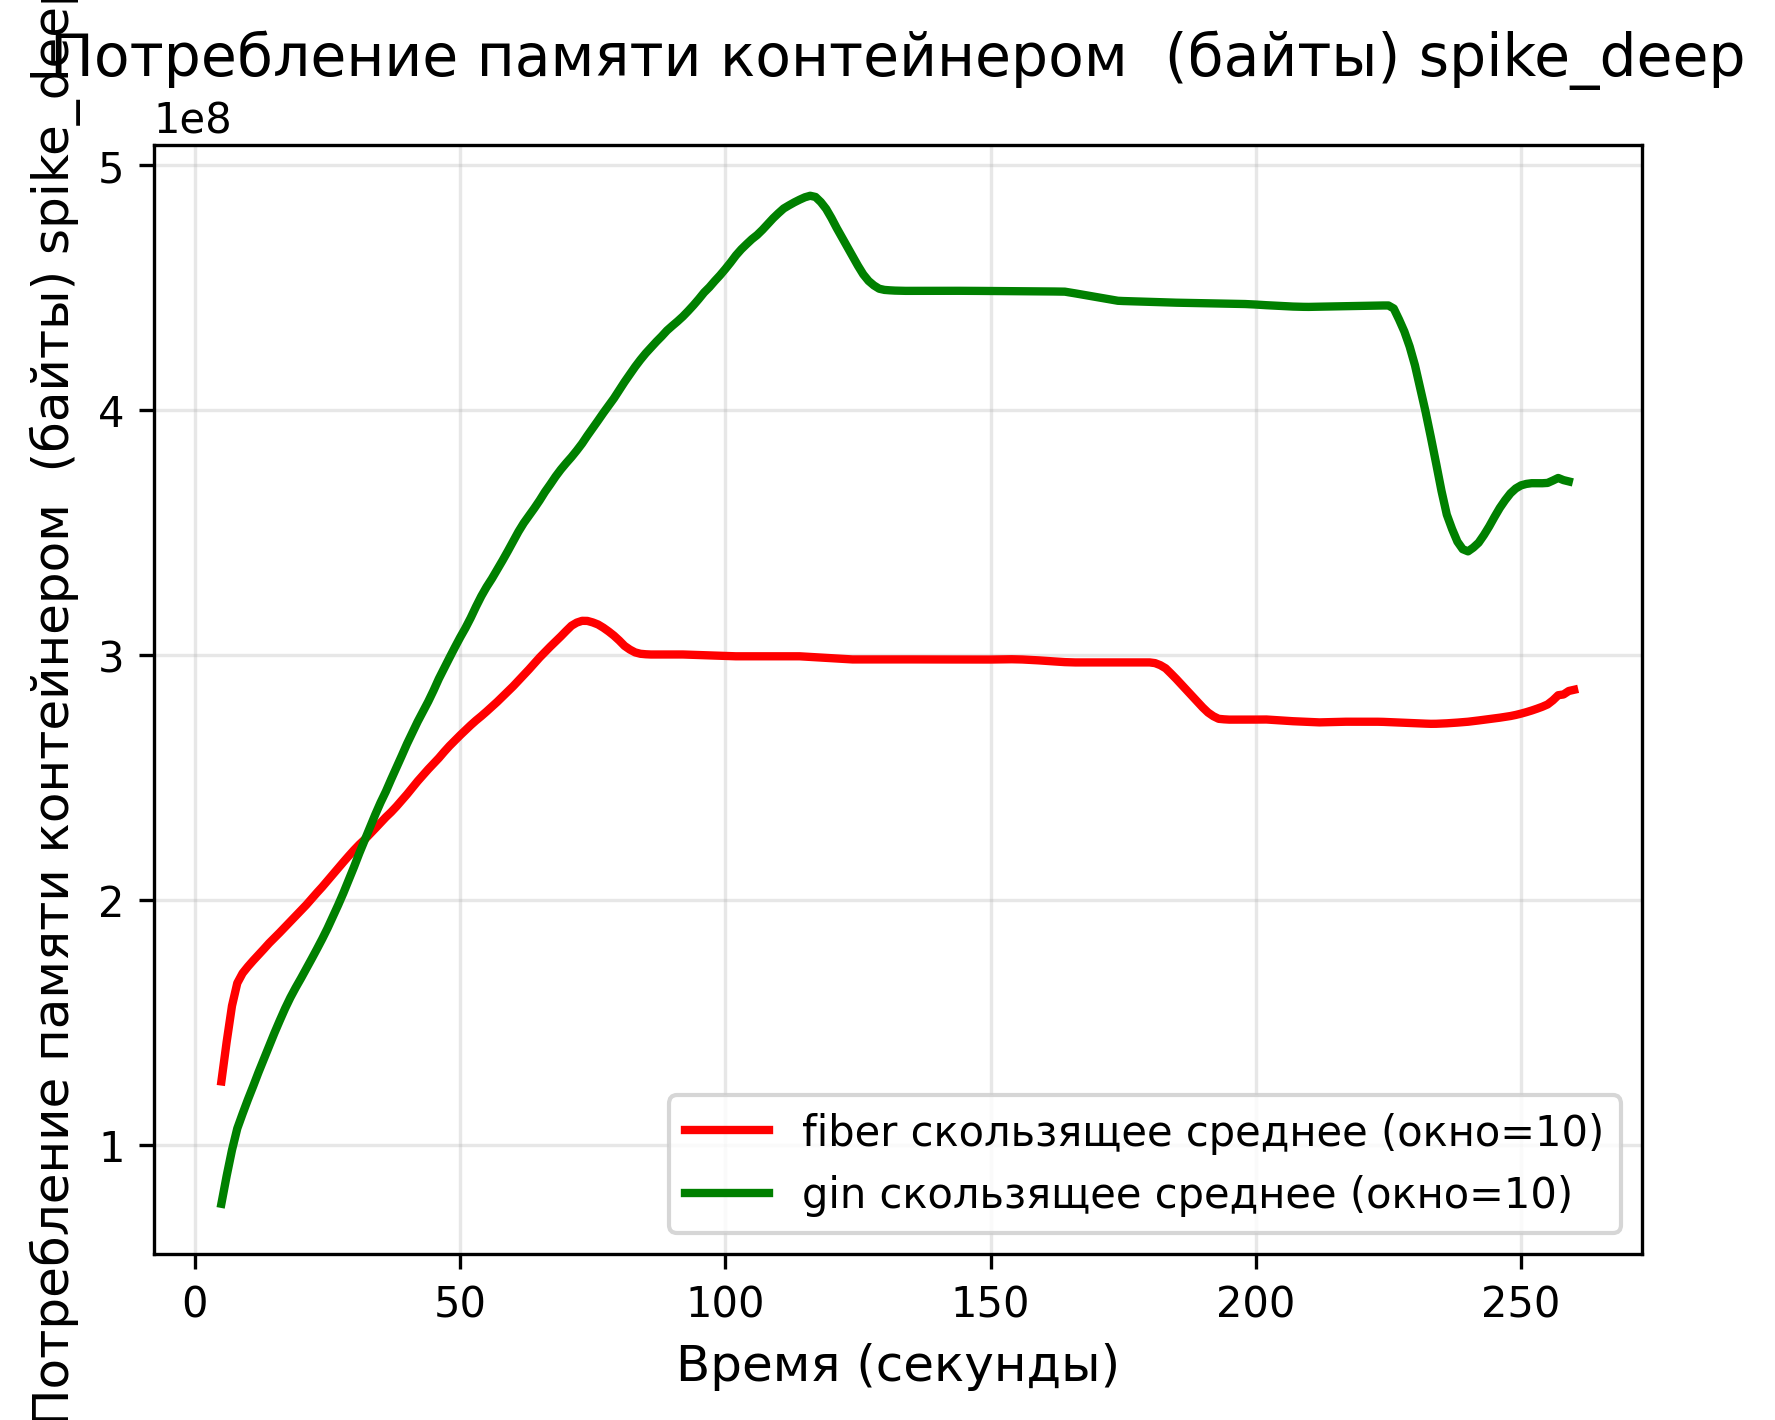 Потребление памяти контейнером  (байты) spike_deep
1e8
Потребление памяти контейнером  (байты) spike_deep
5
4
3
2
1
fiber скользящее среднее (окно=10)
gin скользящее среднее (окно=10)
0 50 100 150 200 250
Время (секунды)